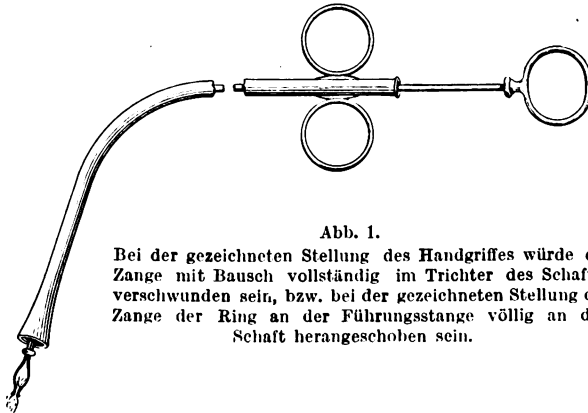 Abb. 1.
Bei der gezeichneten Stellung des Handgriffes würde d
Zange mit Bausch vollständig im Trichter des Schaf
verschwunden sein, bzw. bei der gezeichneten Stellung d
Zange der Ring an der Führungsstange völlig an d
Schaft herangeschoben sein.